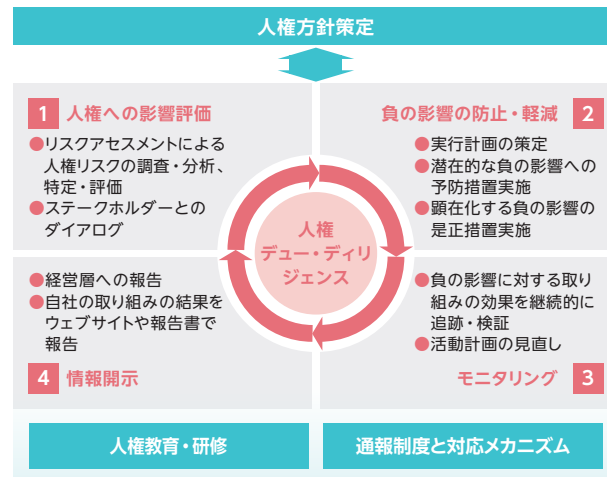 人権方針策定
1 人権への影響評価
●リスクアセスメントによる
人権リスクの調査・分析、
特定・評価
●ステークホルダーとの
ダイアログ
負の影響の防止・軽減 2
●実行計画の策定
●潜在的な負の影響への
予防措置実施
●顕在化する負の影響の
是正措置実施
人権
デュー・ディリ
ジェンス
●経営層への報告
●自社の取り組みの結果を
ウェブサイトや報告書で
報告
4 情報開示
●負の影響に対する取り
組みの効果を継続的に
追跡・検証
●活動計画の見直し
モニタリング 3
人権教育・研修
通報制度と対応メカニズム